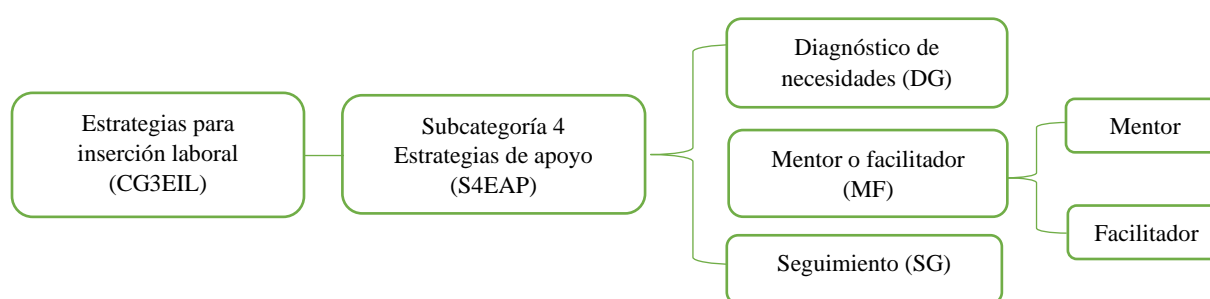 Estrategias para
inserción laboral
(CG3EIL)
Subcategoría 4
Estrategias de apoyo
(S4EAP)
Diagnóstico de
necesidades (DG)
Mentor o facilitador
(MF)
Seguimiento (SG)
Mentor
Facilitador